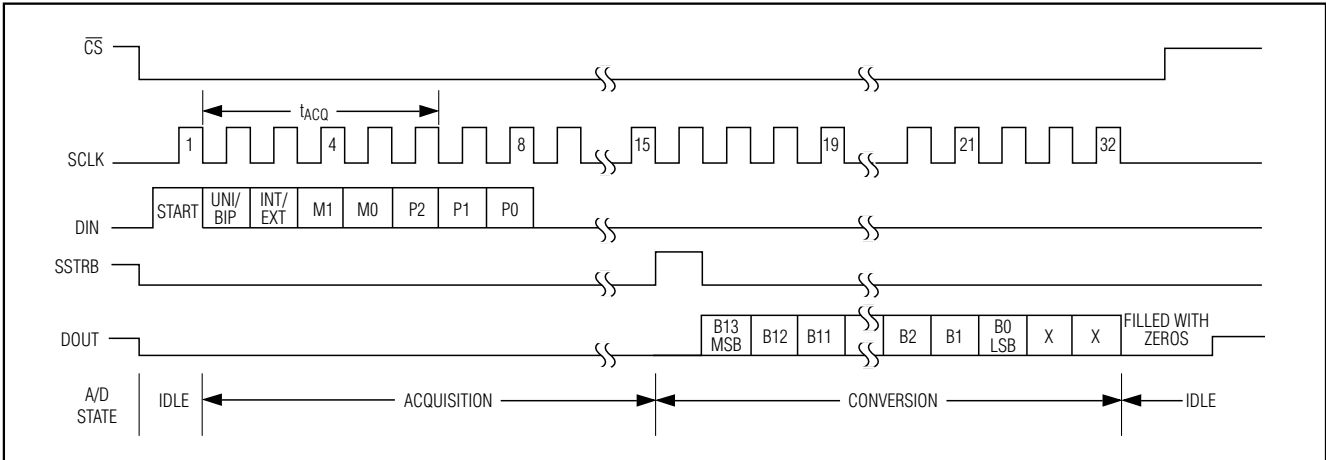 CS
tACQ
SCLK 1 4 8 15 19 21 32
DIN START UNI/BIP INT/EXT M1 M0 P2 P1 P0
SSTRB
DOUT B13 MSB B12 B11 B2 B1 B0 LSB X X FILLED WITH ZEROS
A/D STATE IDLE ACQUISITION CONVERSION IDLE